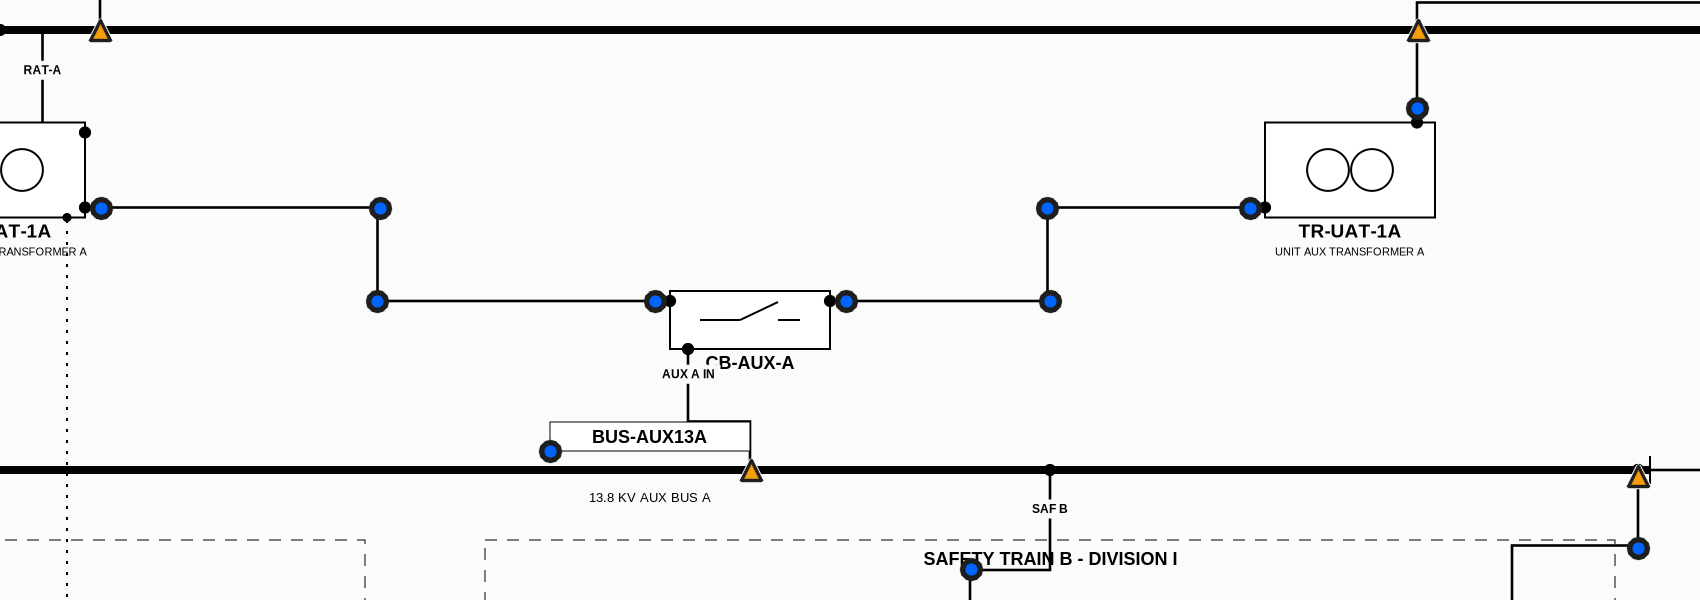 RAT-A
AT-1A
RANSFORMER A
TR-UAT-1A
UNIT AUX TRANSFORMER A
CB-AUX-A
AUX A IN
BUS-AUX13A
13.8 KV AUX BUS A
SAF B
SAFETY TRAIN B - DIVISION I